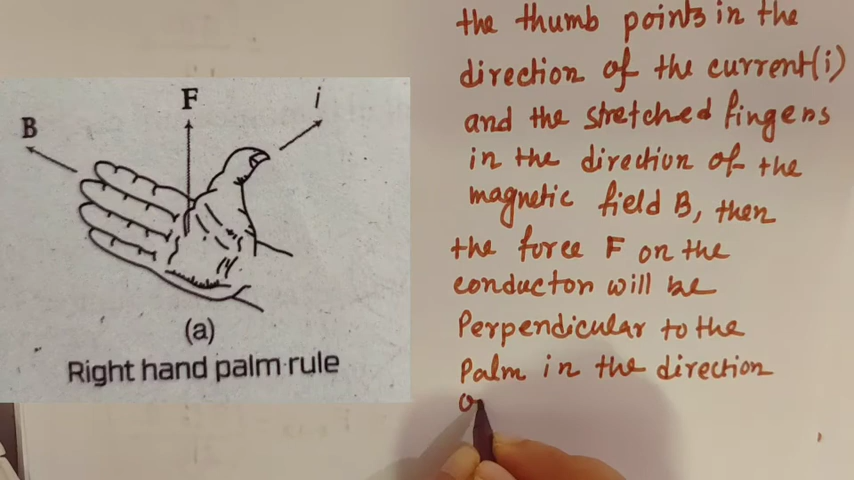 B
F
i
(a)
Right hand palm rule
the thumb points in the
direction of the current(i)
and the stretched fingers
in the direction of the
magnetic field B, then
the force F on the
conductor will be
Perpendicular to the
Palm in the direction
o